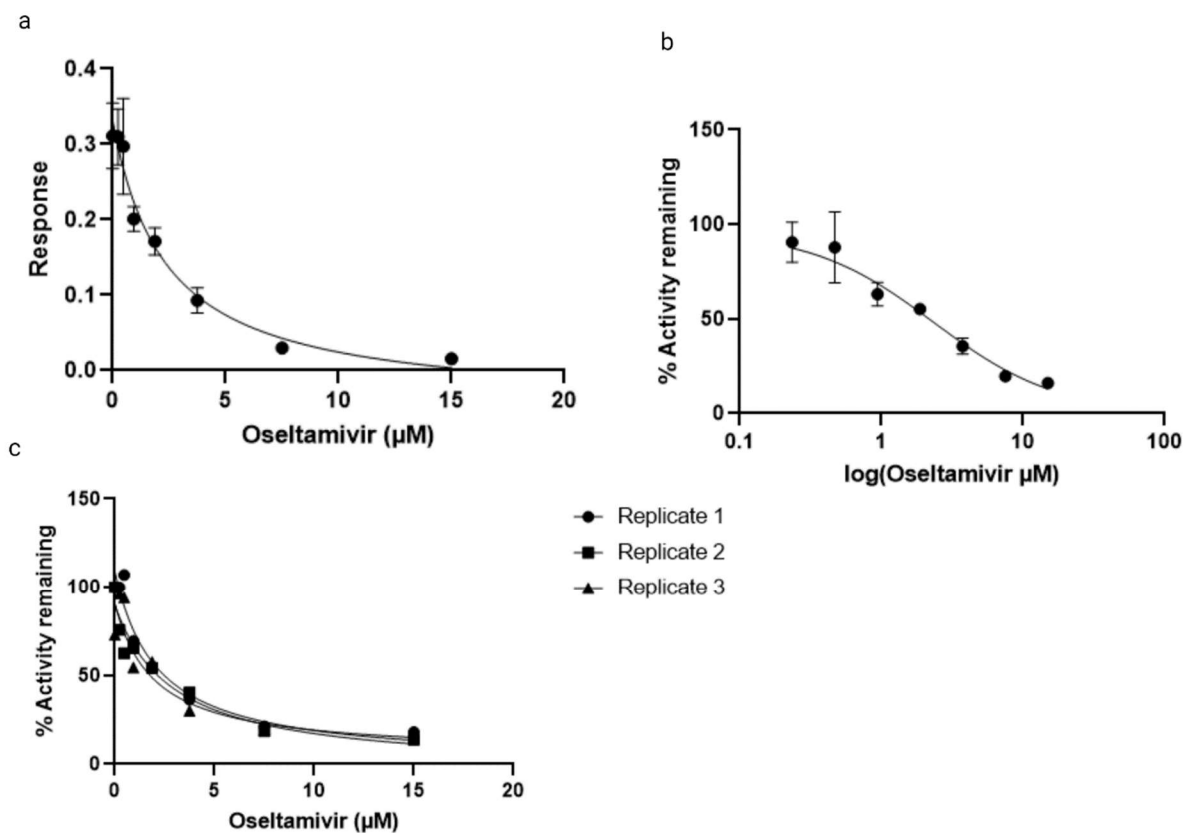 a
0.4
0.3
0.2
0.1
0.0
Response
0
5
10
15
20
Oseltamivir (µM)
b
150
100
50
0
% Activity remaining
0.1
1
10
100
log(Oseltamivir µM)
c
150
100
50
0
% Activity remaining
0
5
10
15
20
Oseltamivir (µM)
Replicate 1
Replicate 2
Replicate 3